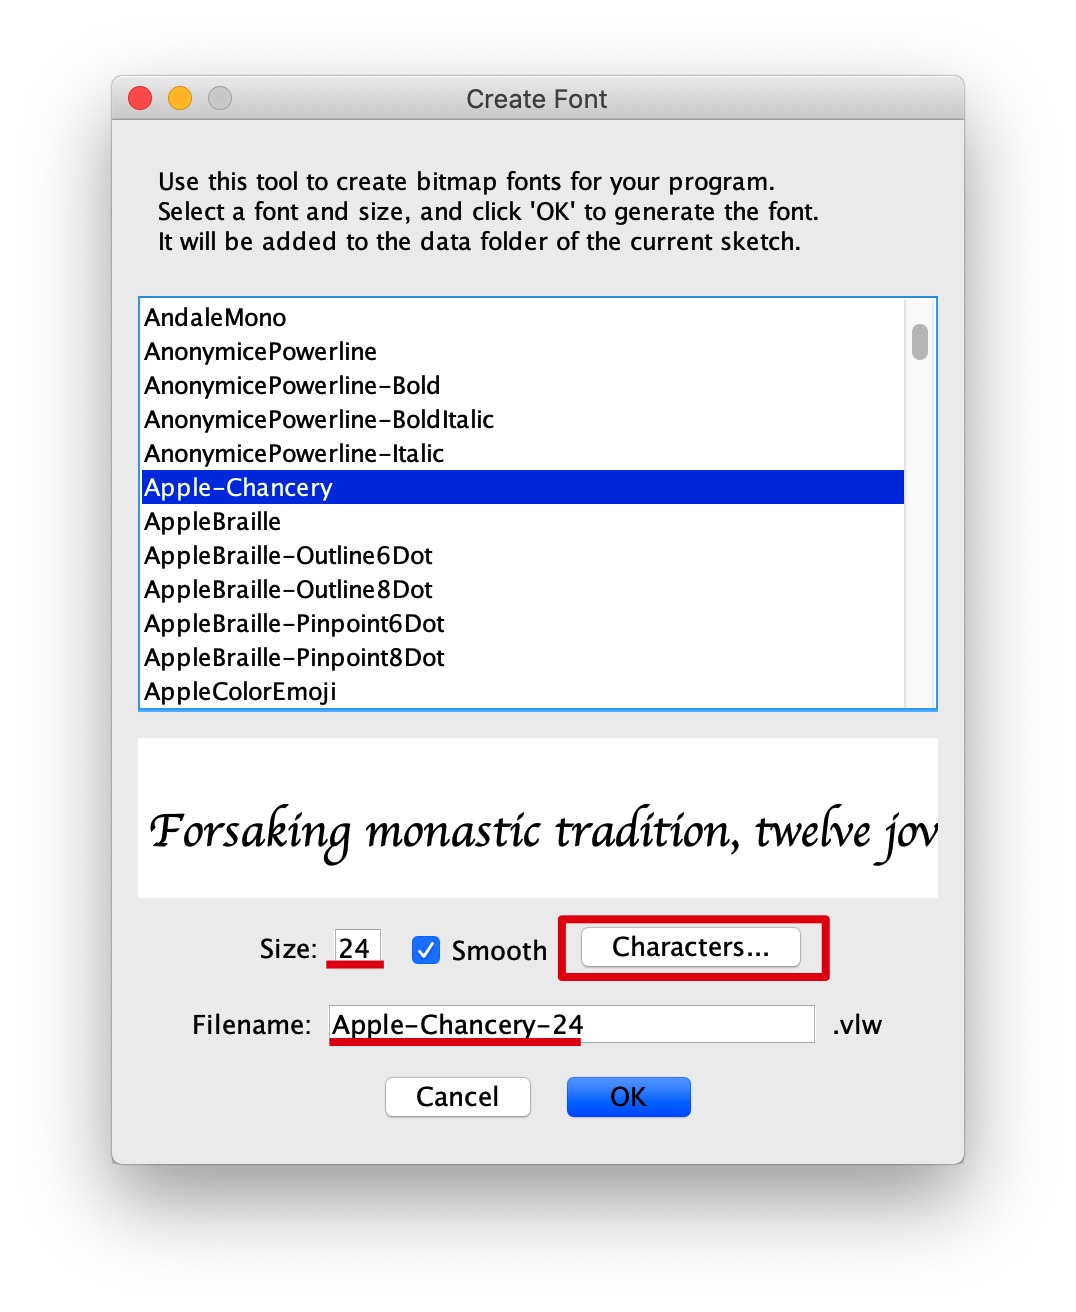 Create Font
Use this tool to create bitmap fonts for your program.
Select a font and size, and click 'OK' to generate the font.
It will be added to the data folder of the current sketch.
AndaleMono
AnonymicePowerline
AnonymicePowerline-Bold
AnonymicePowerline-BoldItalic
AnonymicePowerline-Italic
Apple-Chancery
AppleBraille
AppleBraille-Outline6Dot
AppleBraille-Outline8Dot
AppleBraille-Pinpoint6Dot
AppleBraille-Pinpoint8Dot
AppleColorEmoji
Forsaking monastic tradition, twelve jov
Size: 24 Smooth Characters...
Filename: Apple-Chancery-24 .vlw
Cancel OK